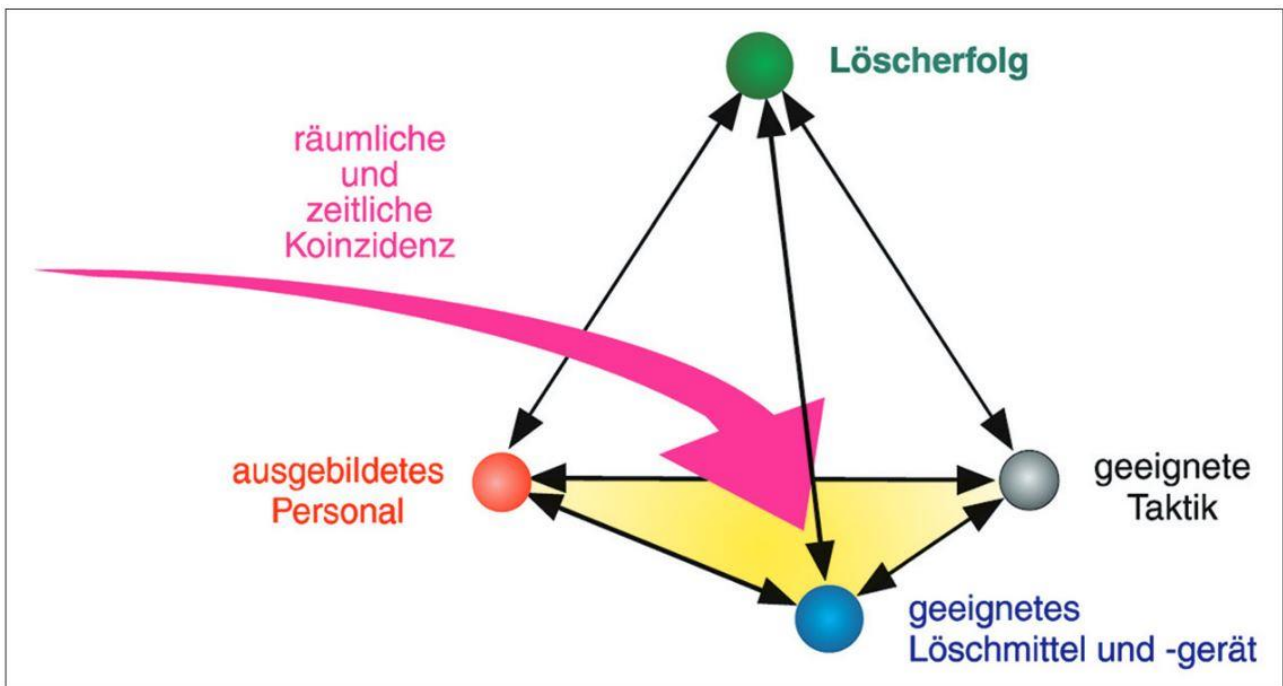 Löscherfolg
räumliche
und
zeitliche
Koinzidenz
ausgebildetes
Personal
geeignete
Taktik
geeignetes
Löschmittel und -gerät